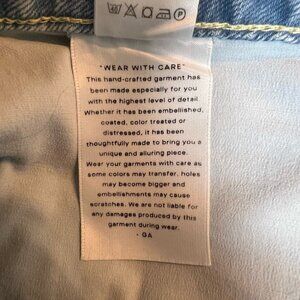 "WEAR WITH CARE"
This hand-crafted garment has
been made especially for you
with the highest level of detail.
Whether it has been embellished,
coated, color treated or
distressed, it has been
thoughtfully made to bring you a
unique and alluring piece.
Wear your garments with care as
some colors may transfer, holes
may become bigger and
embellishments may cause
scratches. We are not liable for
any damages produced by this
garment during wear.
- GA